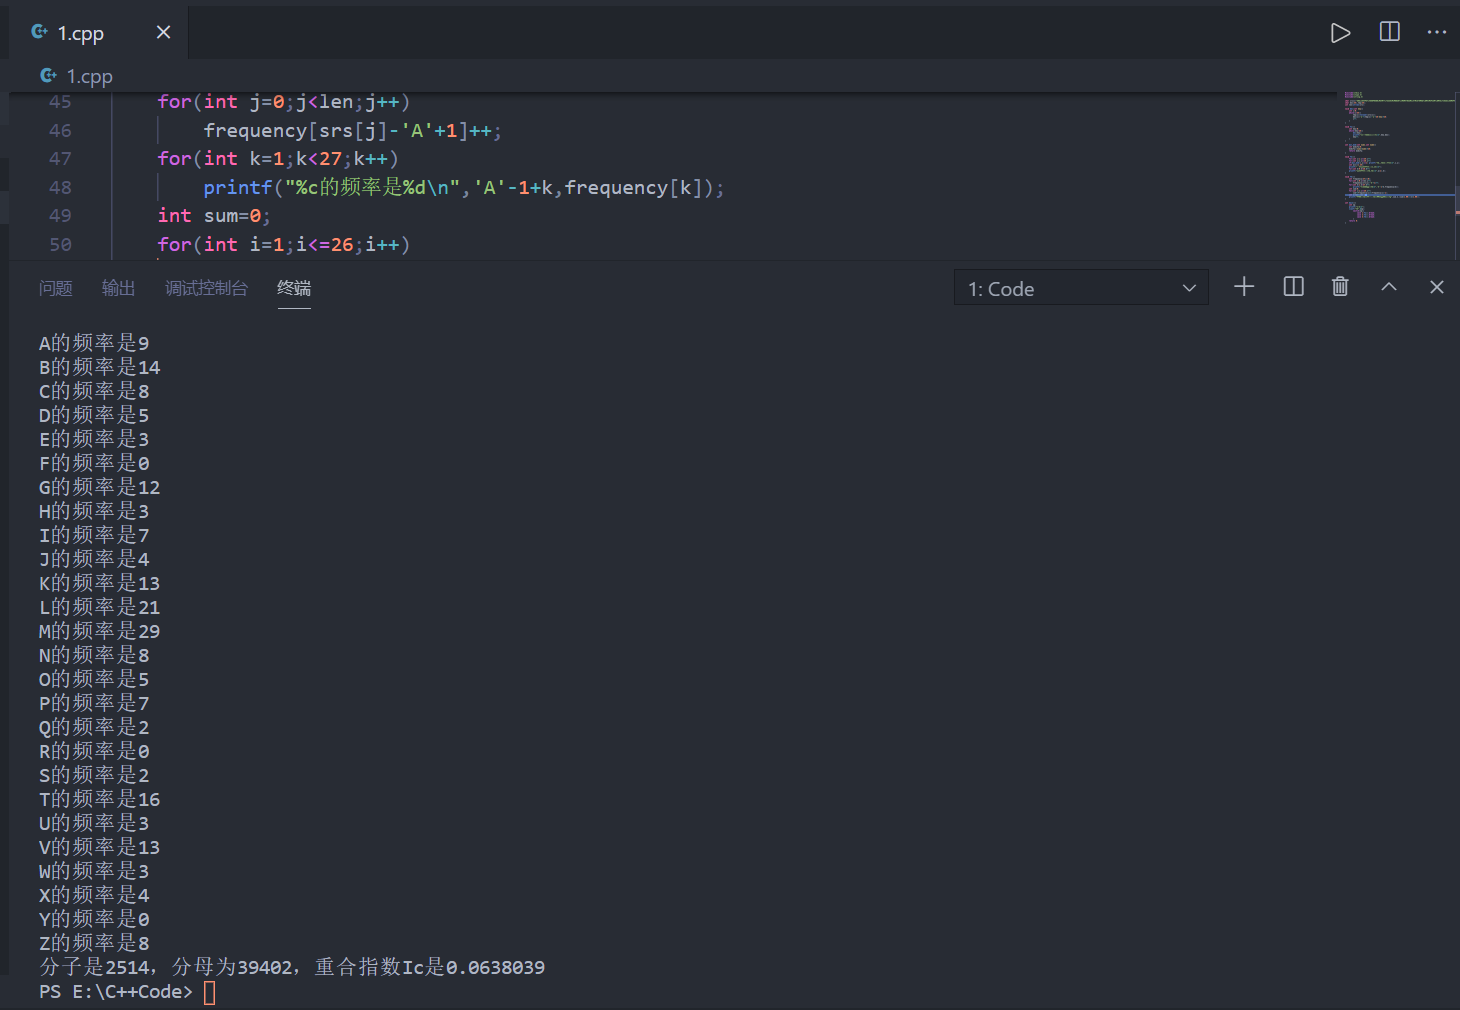 1.cpp
1.cpp
45 for(int j=0;j<len;j++)
46 frequency[srs[j]-'A'+1]++;
47 for(int k=1;k<27;k++)
48 printf("%c的频率是%d\n",'A'-1+k,frequency[k]);
49 int sum=0;
50 for(int i=1;i<=26;i++)
问题 输出 调试控制台 终端 1: Code
A的频率是9
B的频率是14
C的频率是8
D的频率是5
E的频率是3
F的频率是0
G的频率是12
H的频率是3
I的频率是7
J的频率是4
K的频率是13
L的频率是21
M的频率是29
N的频率是8
O的频率是5
P的频率是7
Q的频率是2
R的频率是0
S的频率是2
T的频率是16
U的频率是3
V的频率是13
W的频率是3
X的频率是4
Y的频率是0
Z的频率是8
分子是2514，分母为39402，重合指数Ic是0.0638039
PS E:\C++Code>